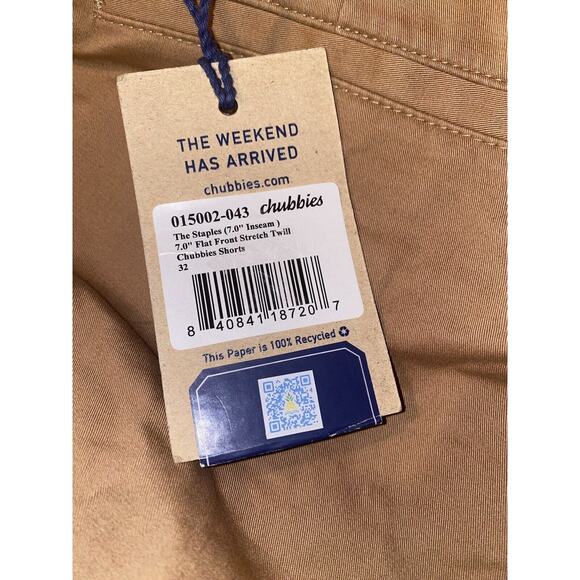 THE WEEKEND
HAS ARRIVED
chubbies.com
015002-043 chubbies
The Staples (7.0" Inseam )
7.0" Flat Front Stretch Twill
Chubbies Shorts
32
8 40841 18720 7
This Paper is 100% Recycled